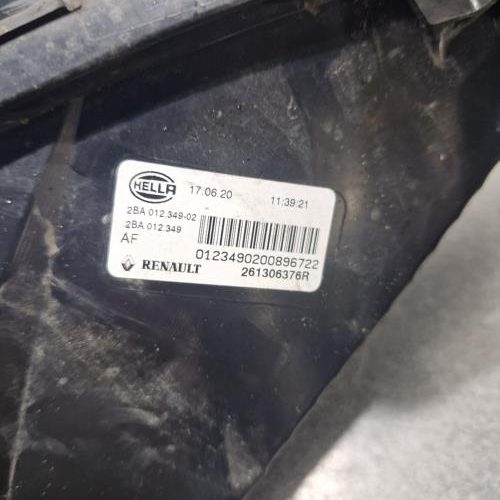 HELLA 17.06.20 11:39:21
2BA 012.349-02
2BA 012.349
AF
0123490200896722
RENAULT 261306376R